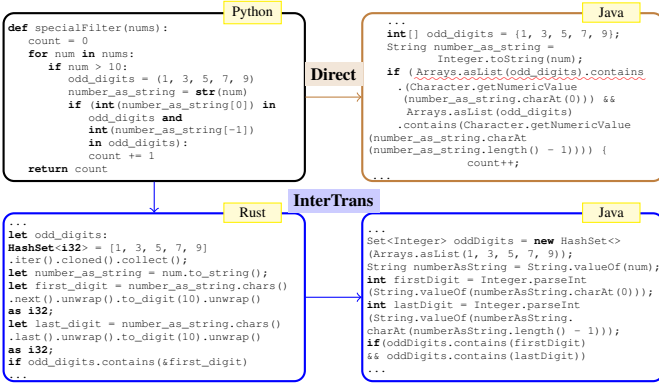 Python
def specialFilter(nums):
count = 0
for num in nums:
if num > 10:
odd_digits = (1, 3, 5, 7, 9)
number_as_string = str(num)
if (int(number_as_string[0]) in
odd_digits and
int(number_as_string[-1])
in odd_digits):
count += 1
return count
Direct
Java
...
int[] odd_digits = {1, 3, 5, 7, 9};
String number_as_string =
Integer.toString(num);
if (Arrays.asList(odd_digits).contains
.(Character.getNumericValue
(number_as_string.charAt(0))) &&
Arrays.asList(odd_digits)
.contains(Character.getNumericValue
(number_as_string.charAt
(number_as_string.length() - 1)))) {
count++;
...
InterTrans
Rust
...
let odd_digits:
HashSet<i32> = [1, 3, 5, 7, 9]
.iter().cloned().collect();
let number_as_string = num.to_string();
let first_digit = number_as_string.chars()
.next().unwrap().to_digit(10).unwrap()
as i32;
let last_digit = number_as_string.chars()
.last().unwrap().to_digit(10).unwrap()
as i32;
if odd_digits.contains(&first_digit)
...
Java
...
Set<Integer> oddDigits = new HashSet<>
(Arrays.asList(1, 3, 5, 7, 9));
String numberAsString = String.valueOf(num);
int firstDigit = Integer.parseInt
(String.valueOf(numberAsString.charAt(0)));
int lastDigit = Integer.parseInt
(String.valueOf(numberAsString.
charAt(numberAsString.length() - 1)));
if(oddDigits.contains(firstDigit)
&& oddDigits.contains(lastDigit))
...